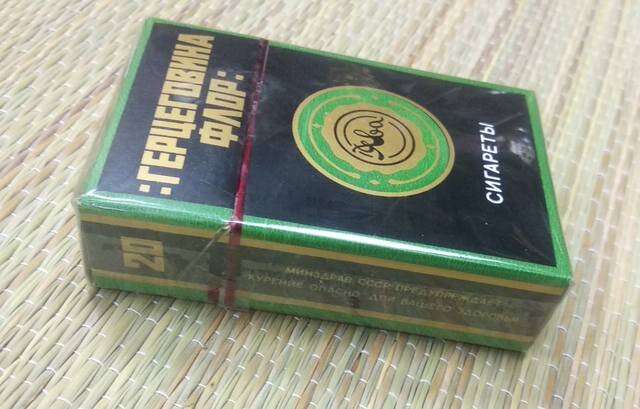 :ГЕРЦЕГОВИНА
ФЛОР:
Ява
СИГАРЕТЫ
20
МИНЗДРАВ СССР ПРЕДУПРЕЖДАЕТ:
КУРЕНИЕ ОПАСНО ДЛЯ ВАШЕГО ЗДОРОВЬЯ